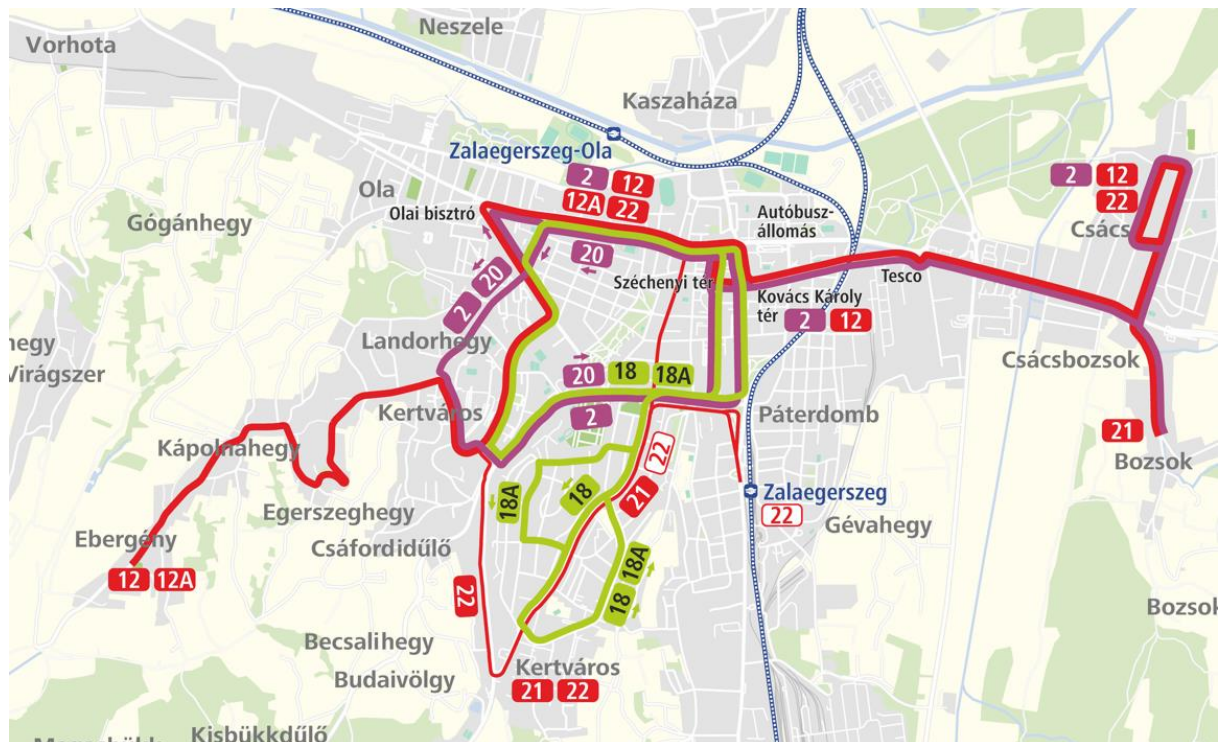 Neszele
Vorhota
Kaszaháza
Zalaegerszeg-Ola
2 12
12A 22
2 12
22
Ola
Olai bisztró
Autóbusz-
állomás
Csács
Gógánhegy
20
20
2
Széchenyi tér
Tesco
Kovács Károly
tér 2 12
Landorhegy
Csácsbozsok
Virágszer
20 18 18A
2
Kertváros
Páterdomb
21
Bozsok
Kápolnahegy
22
21
18
18A
Zalaegerszeg
22
Egerszeghegy
Gévahegy
Csáfordidűlő
Ebergény
12 12A
18A
18
22
Becsalihegy
Budaivölgy
Kertváros
21 22
Bozsok
Kisbükkdűlő